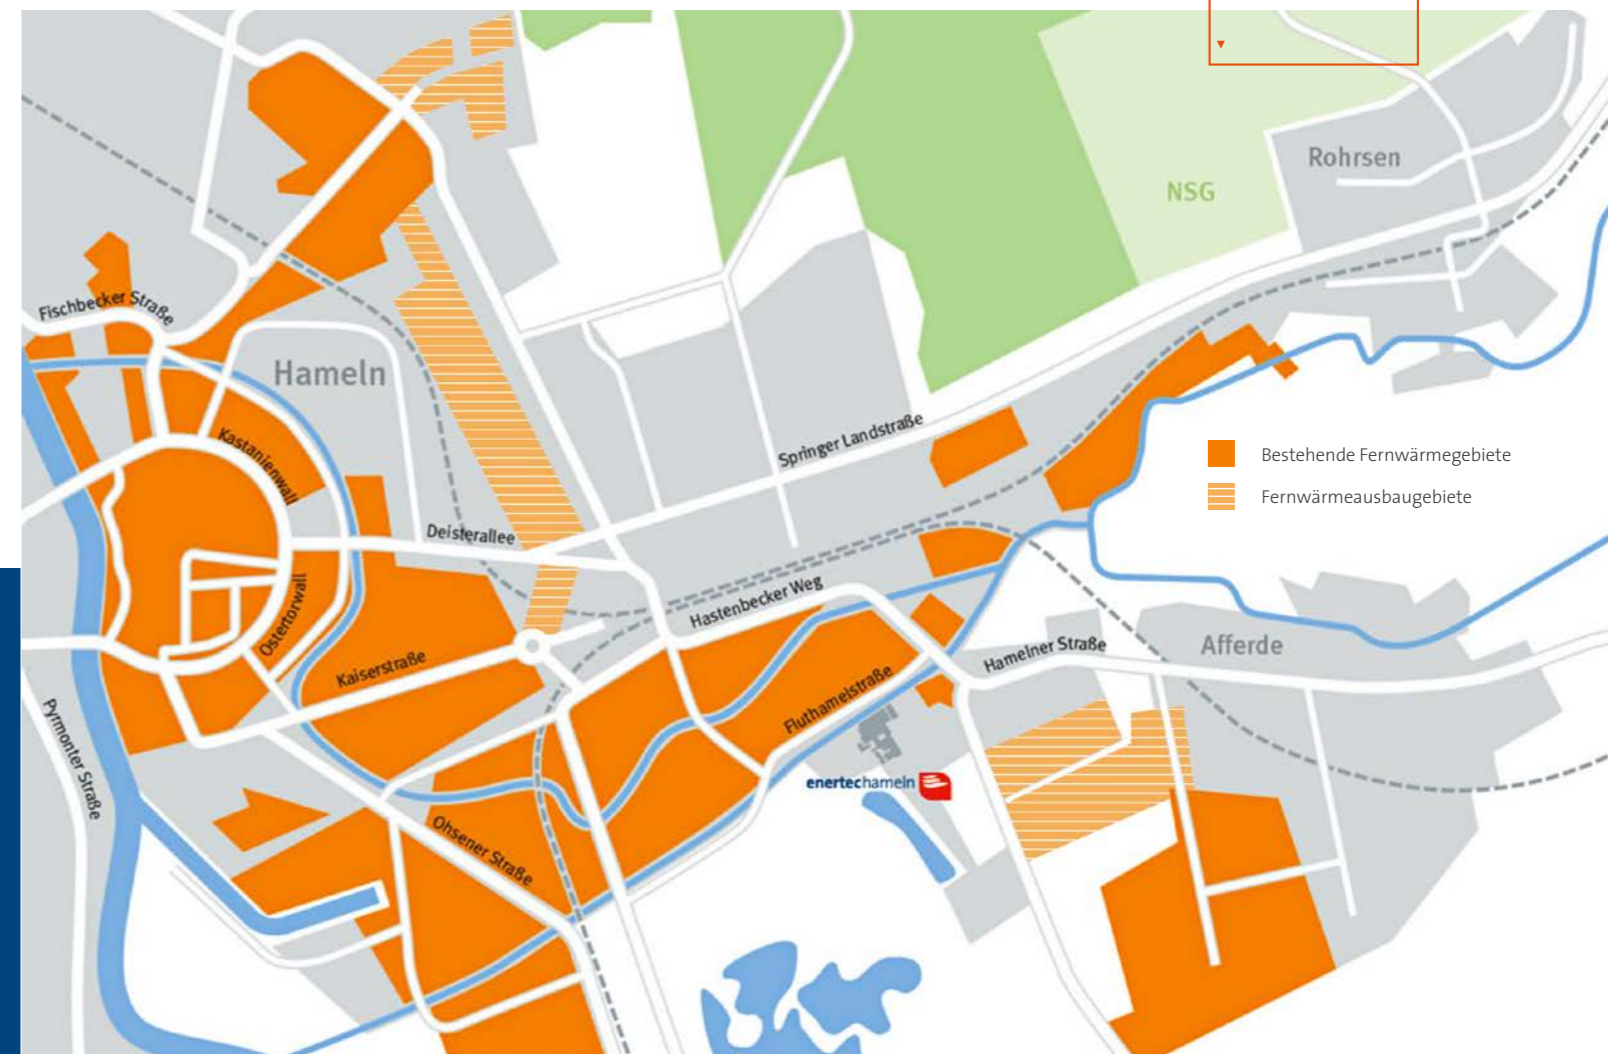 Rohrsen
NSG
Fischbecker Straße
Hameln
Kastanienwall
Springer Landstraße
Bestehende Fernwärmegebiete
Fernwärmeausbaugebiete
Deisterallee
Hastenbecker Weg
Ostertorwall
Kaiserstraße
Hamelner Straße
Afferde
Fluthamelstraße
Pyrmonter Straße
enertechameln
Ohsener Straße